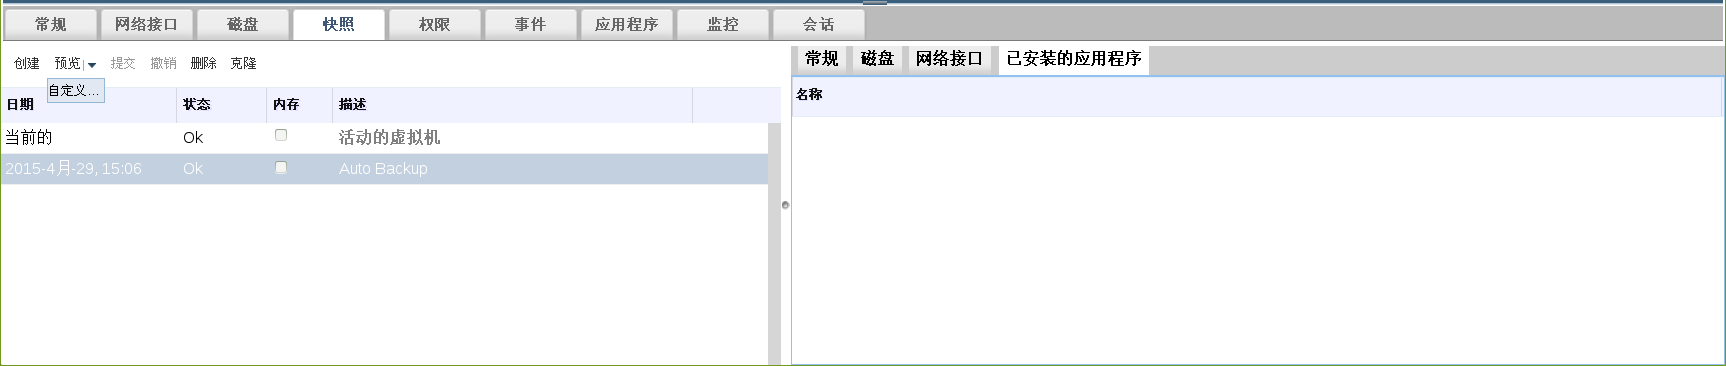 常规 网络接口 磁盘 快照 权限 事件 应用程序 监控 会话
创建 预览 提交 撤销 删除 克隆
自定义...
日期 状态 内存 描述
当前的 Ok 活动的虚拟机
2015-4月-29, 15:06 Ok Auto Backup
常规 磁盘 网络接口 已安装的应用程序
名称